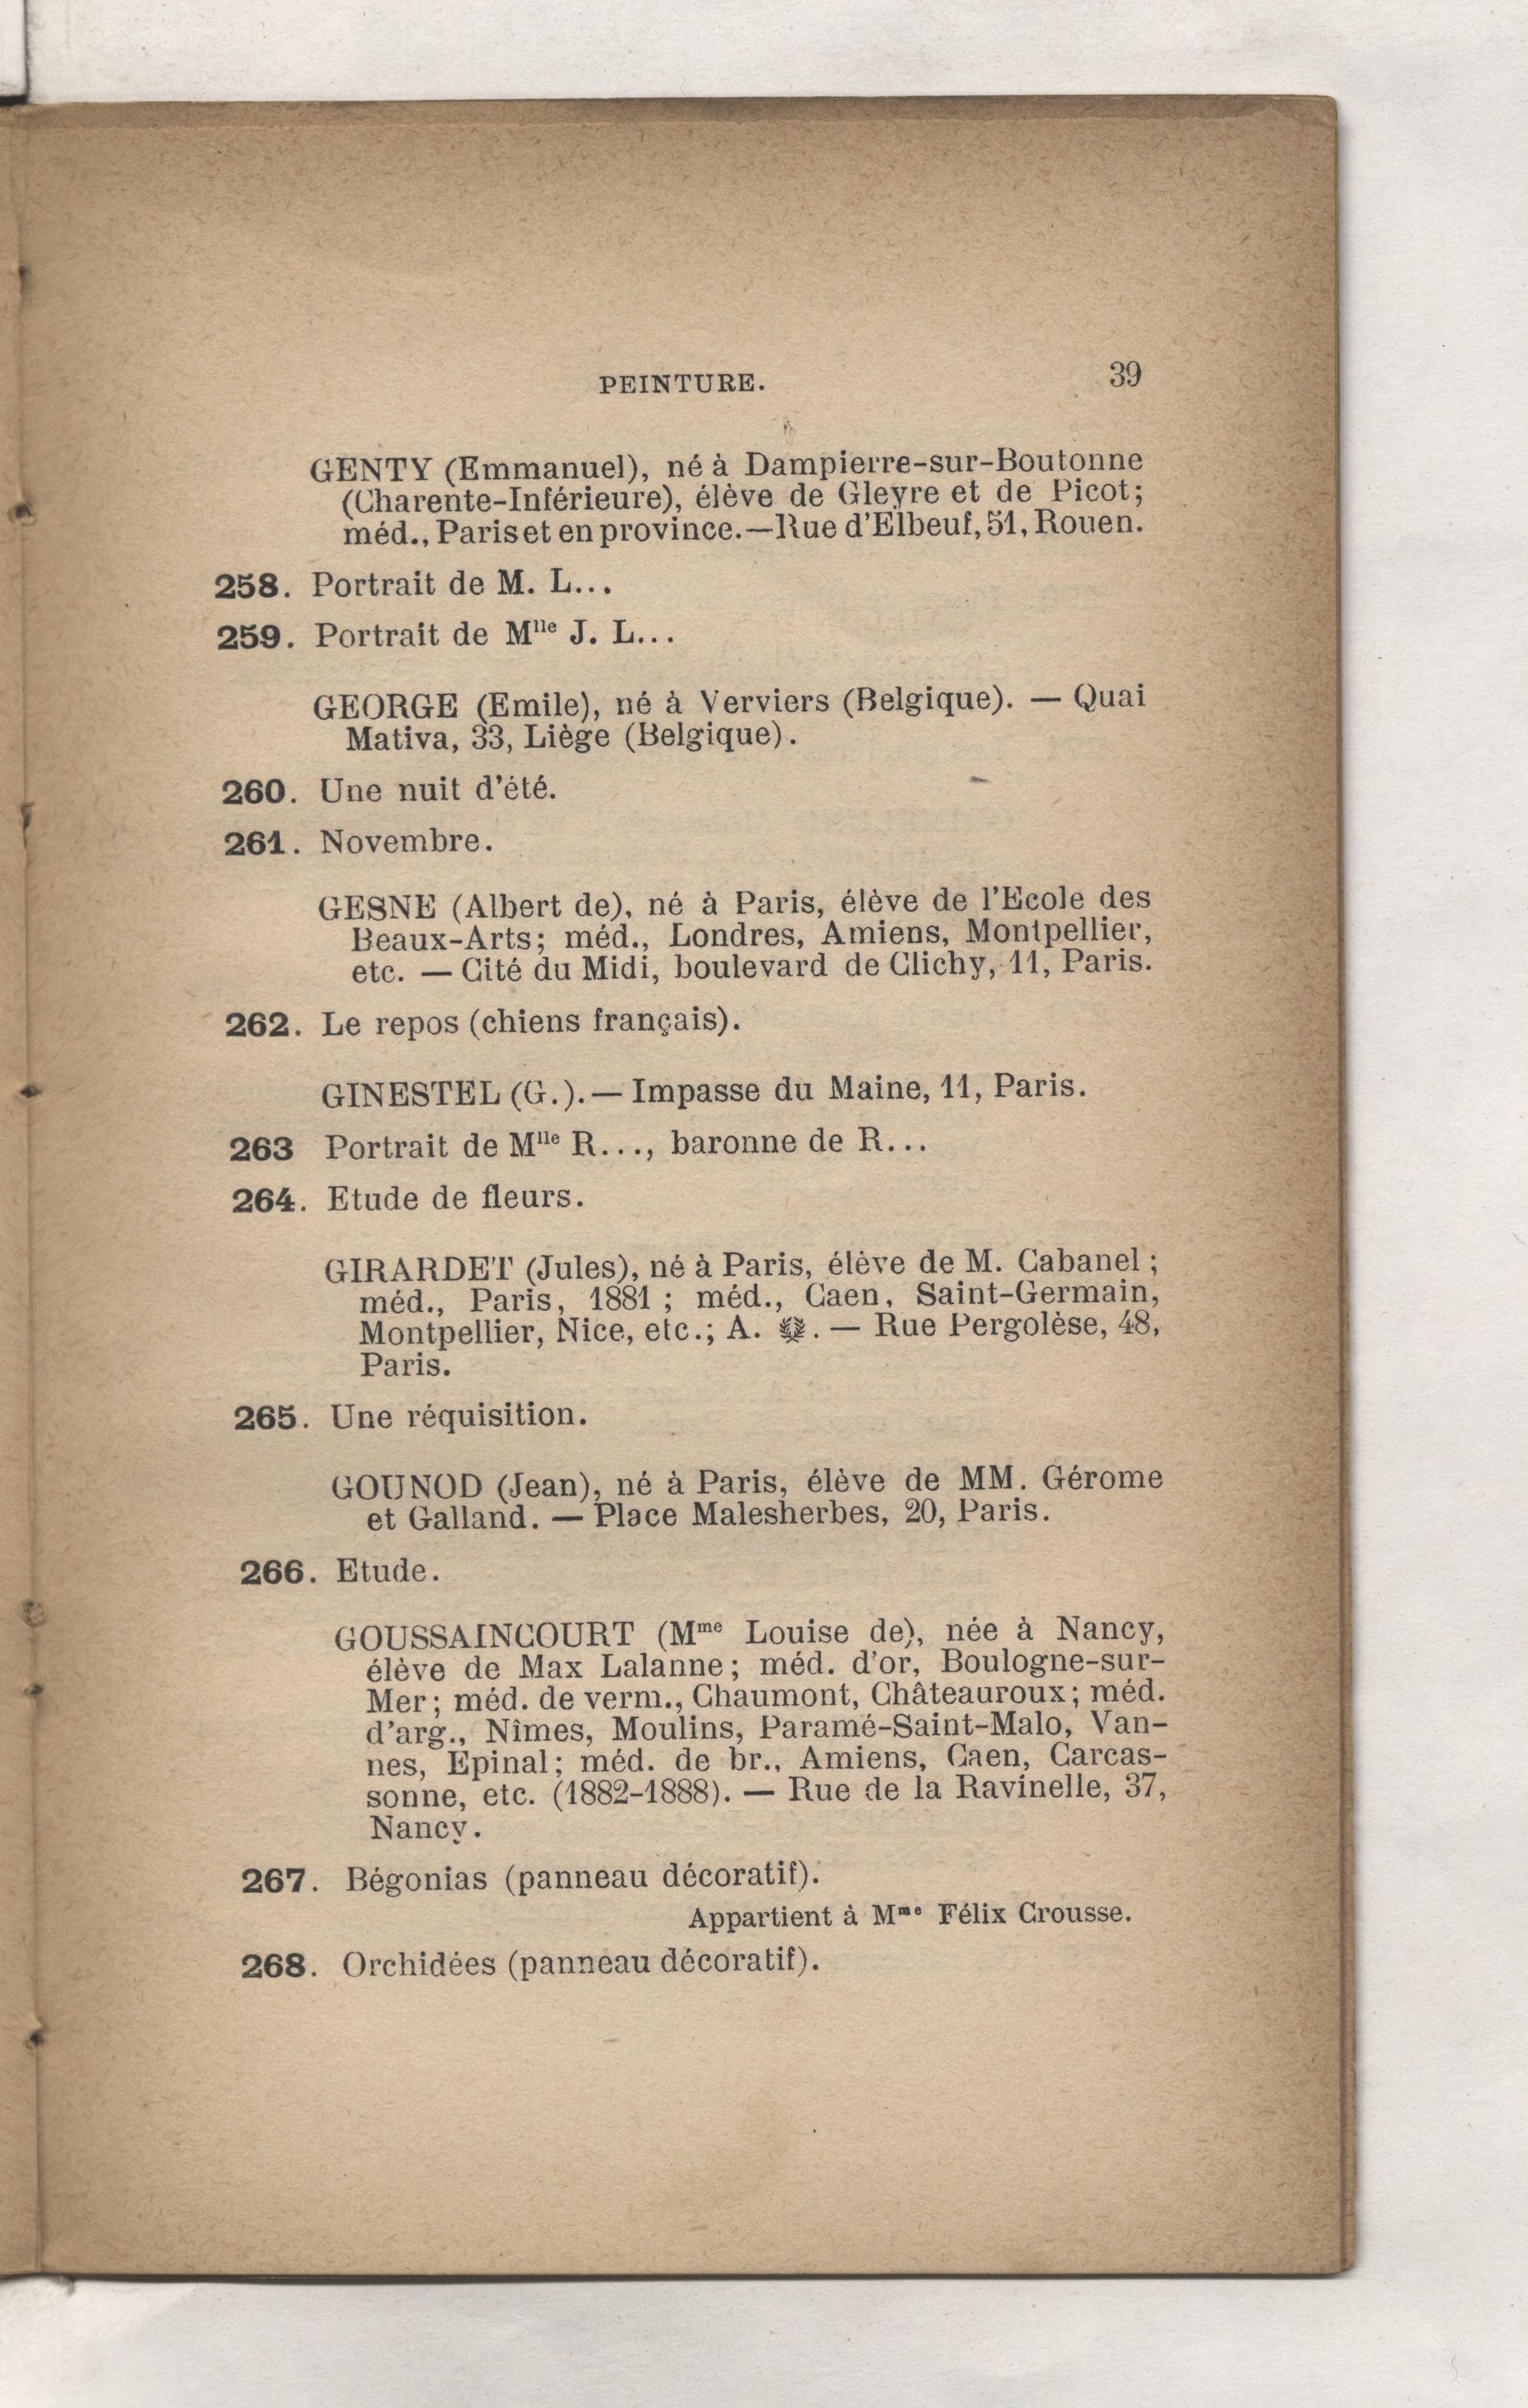 PEINTURE. 39
GENTY (Emmanuel), né à Dampierre-sur-Boutonne
(Charente-Inférieure), élève de Gleyre et de Picot;
méd., Paris et en province.—Rue d'Elbeuf, 51, Rouen.
258. Portrait de M. L...
259. Portrait de Mlle J. L...
GEORGE (Emile), né à Verviers (Belgique). — Quai
Mativa, 33, Liège (Belgique).
260. Une nuit d'été.
261. Novembre.
GESNE (Albert de), né à Paris, élève de l'Ecole des
Beaux-Arts; méd., Londres, Amiens, Montpellier,
etc. — Cité du Midi, boulevard de Clichy, 11, Paris.
262. Le repos (chiens français).
GINESTEL (G.). — Impasse du Maine, 11, Paris.
263 Portrait de Mlle R..., baronne de R...
264. Etude de fleurs.
GIRARDET (Jules), né à Paris, élève de M. Cabanel;
méd., Paris, 1881; méd., Caen, Saint-Germain,
Montpellier, Nice, etc.; A. . — Rue Pergolèse, 48,
Paris.
265. Une réquisition.
GOUNOD (Jean), né à Paris, élève de MM. Gérome
et Galland. — Place Malesherbes, 20, Paris.
266. Etude.
GOUSSAINCOURT (Mme Louise de), née à Nancy,
élève de Max Lalanne; méd. d'or, Boulogne-sur-
Mer; méd. de verm., Chaumont, Châteauroux; méd.
d'arg., Nîmes, Moulins, Paramé-Saint-Malo, Van-
nes, Epinal; méd. de br., Amiens, Caen, Carcas-
sonne, etc. (1882-1888). — Rue de la Ravinelle, 37,
Nancy.
267. Bégonias (panneau décoratif).
Appartient à Mme Félix Crousse.
268. Orchidées (panneau décoratif).